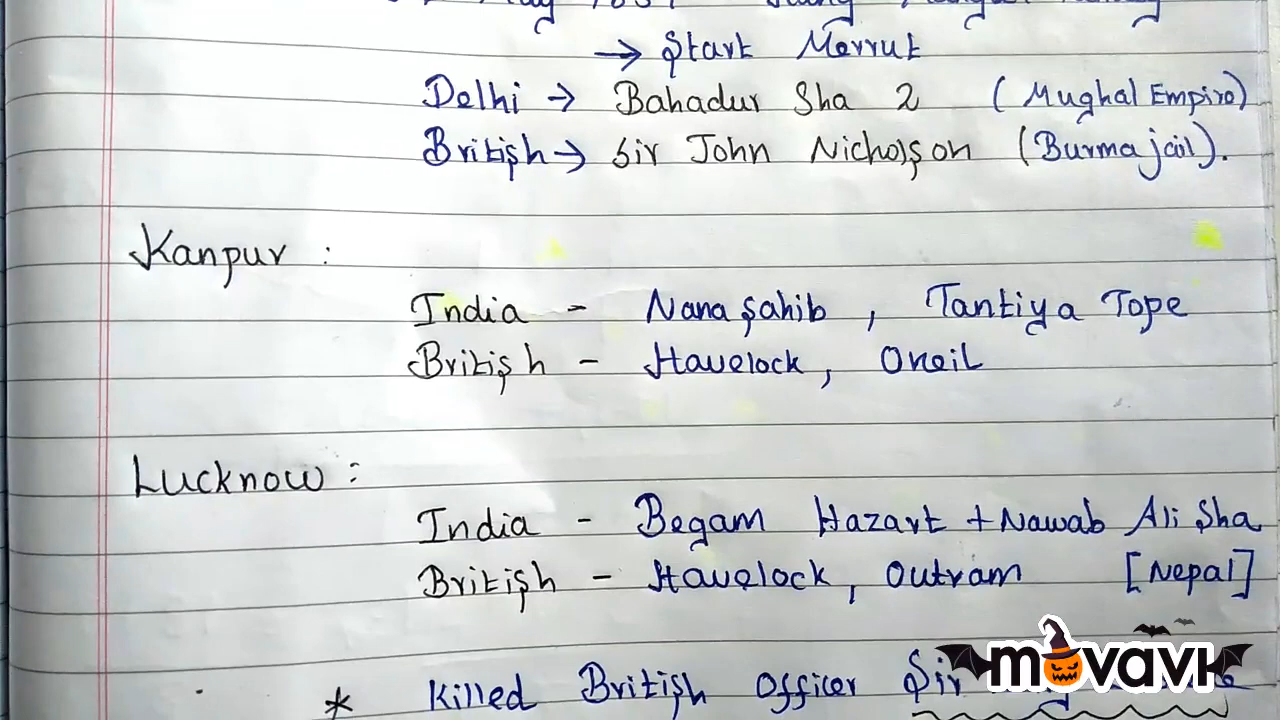 → Start Merrut
Delhi → Bahadur Sha 2 (Mughal Empire)
British → Sir John Nicholson (Burma jail).
Kanpur :
India - Nana Sahib , Tantiya Tope
British - Havelock, Oneil
Lucknow :
India - Begam Hazart + Nawab Ali Sha
British - Havelock, Outram [Nepal]
* Killed British Officer Sir
movavi